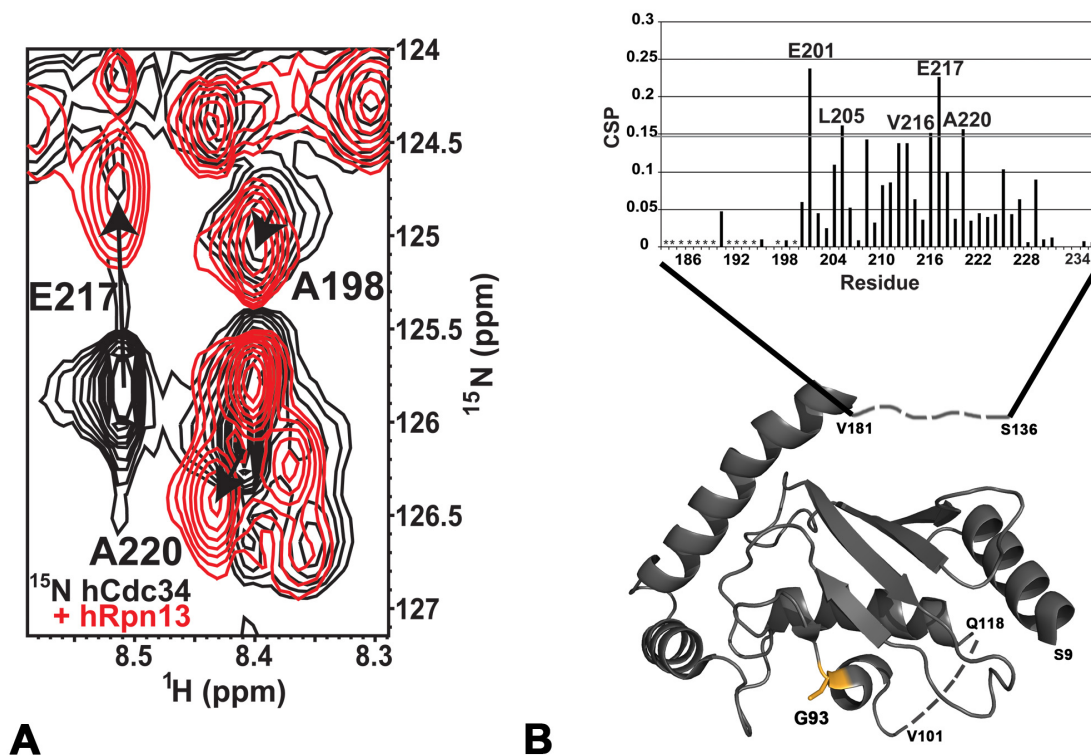 124
124.5
125
125.5
126
126.5
127
¹⁵N (ppm)
E217
A198
A220
¹⁵N hCdc34
+ hRpn13
8.5 8.4 8.3
¹H (ppm)
A
0.3
0.25
0.2
0.15
0.1
0.05
0
CSP
E201
E217
L205
V216 A220
* * * * * * * * * * * * * *
186 192 198 204 210 216 222 228 234
Residue
V181
S136
Q118
S9
G93
V101
B